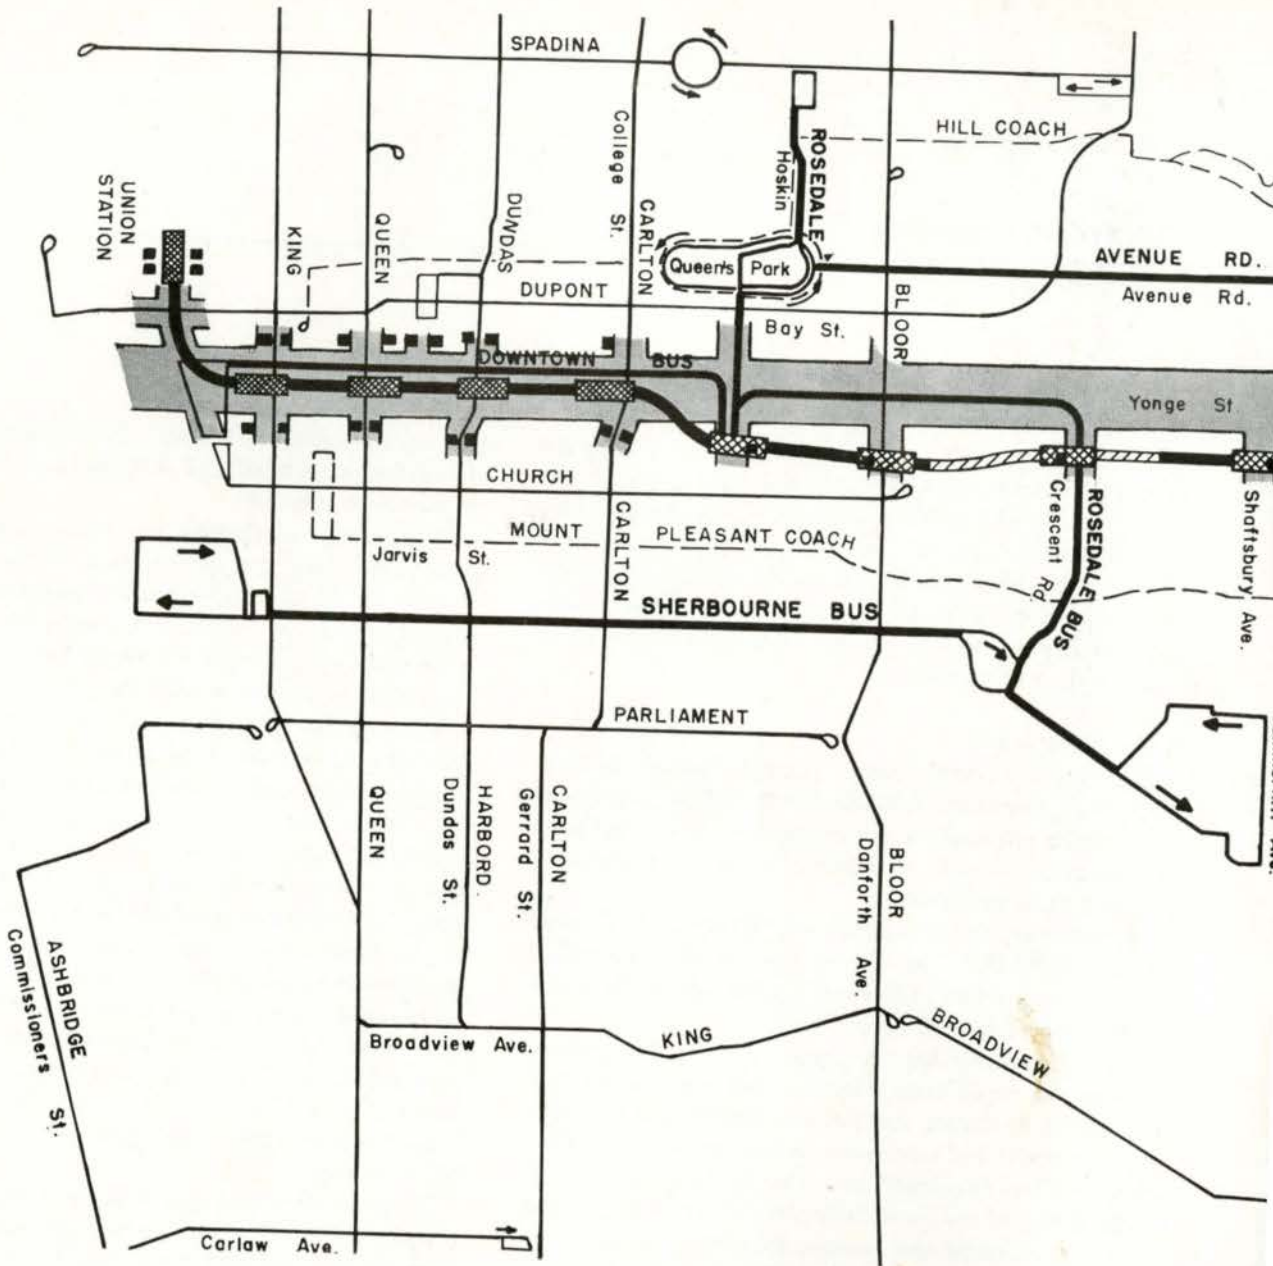 SPADINA
HILL COACH
College St.
ROSEDALE
Hoskin
UNION
STATION
KING
QUEEN
DUNDAS
CARLTON
Queen's Park
AVENUE RD.
Avenue Rd.
DUPONT
BLOOR
Bay St.
DOWNTOWN BUS
Yonge St.
CHURCH
MOUNT PLEASANT COACH
Jarvis St.
CARLTON
Crescent Rd.
ROSEDALE BUS
Shaftsbury Ave.
SHERBOURNE BUS
PARLIAMENT
QUEEN
Dundas St.
HARBORD
Gerrard St.
CARLTON
Danforth Ave.
BLOOR
ASHBRIDGE
Commissioners St.
Broadview Ave.
KING
BROADVIEW
Carlaw Ave.